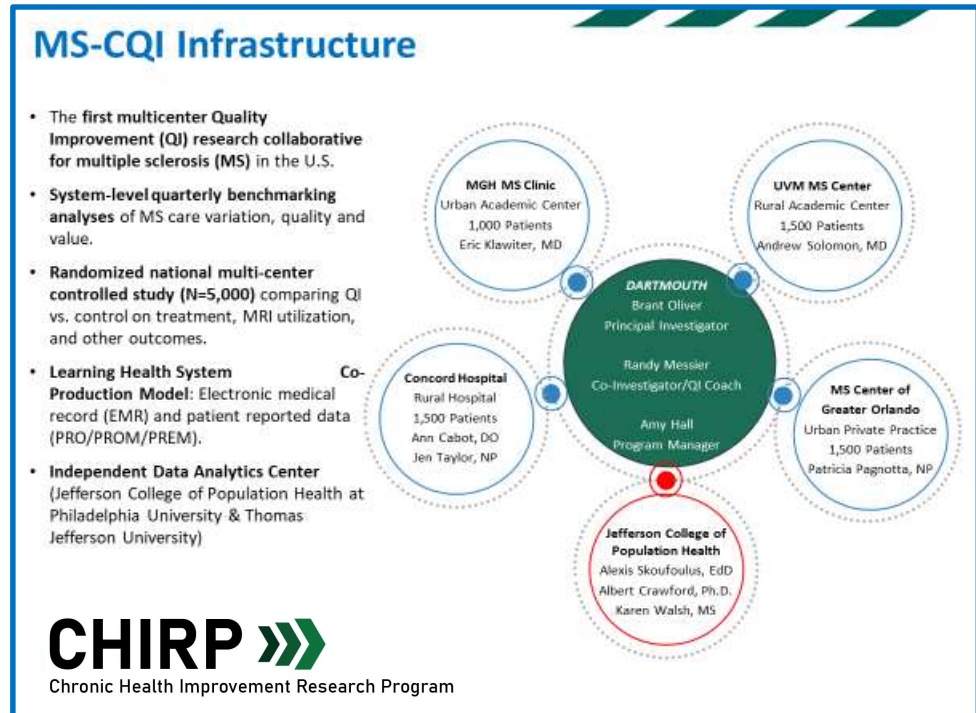 MS-CQI Infrastructure
• The first multicenter Quality
Improvement (QI) research collaborative
for multiple sclerosis (MS) in the U.S.
• System-level quarterly benchmarking
analyses of MS care variation, quality and
value.
• Randomized national multi-center
controlled study (N=5,000) comparing QI
vs. control on treatment, MRI utilization,
and other outcomes.
• Learning Health System Co-
Production Model: Electronic medical
record (EMR) and patient reported data
(PRO/PROM/PREM).
• Independent Data Analytics Center
(Jefferson College of Population Health at
Philadelphia University & Thomas
Jefferson University)
MGH MS Clinic
Urban Academic Center
1,000 Patients
Eric Klawiter, MD
UVM MS Center
Rural Academic Center
1,500 Patients
Andrew Solomon, MD
DARTMOUTH
Brant Oliver
Principal Investigator
Randy Messier
Co-Investigator/QI Coach
Amy Hall
Program Manager
Concord Hospital
Rural Hospital
1,500 Patients
Ann Cabot, DO
Jen Taylor, NP
MS Center of
Greater Orlando
Urban Private Practice
1,500 Patients
Patricia Pagnotta, NP
Jefferson College of
Population Health
Alexis Skoufoulus, EdD
Albert Crawford, Ph.D.
Karen Walsh, MS
CHIRP
Chronic Health Improvement Research Program